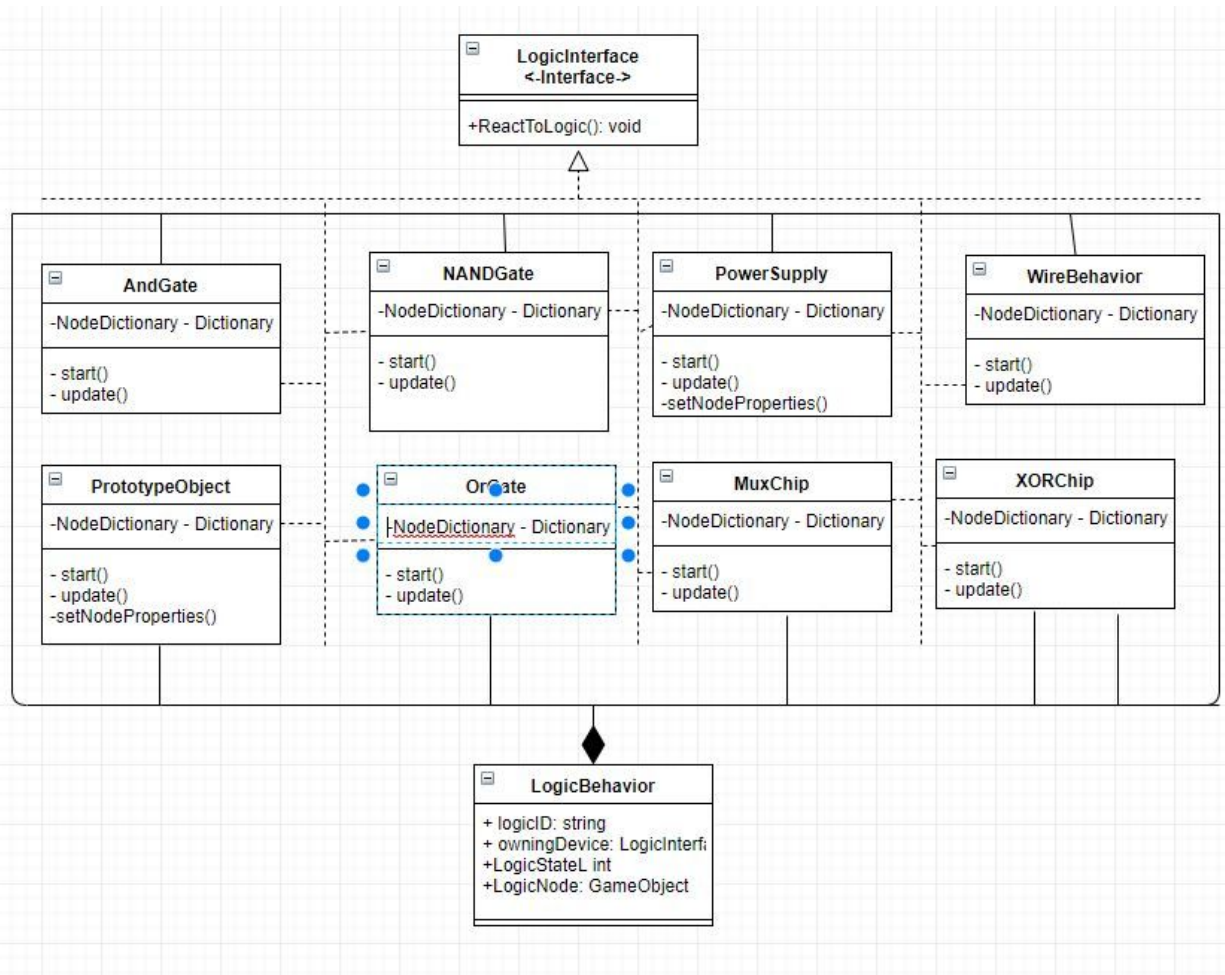 LogicInterface
<-Interface->
+ReactToLogic(): void
AndGate
-NodeDictionary - Dictionary
- start()
- update()
NANDGate
-NodeDictionary - Dictionary
- start()
- update()
PowerSupply
-NodeDictionary - Dictionary
- start()
- update()
-setNodeProperties()
WireBehavior
-NodeDictionary - Dictionary
- start()
- update()
PrototypeObject
-NodeDictionary - Dictionary
- start()
- update()
-setNodeProperties()
OrGate
-NodeDictionary - Dictionary
- start()
- update()
MuxChip
-NodeDictionary - Dictionary
- start()
- update()
XORChip
-NodeDictionary - Dictionary
- start()
- update()
LogicBehavior
+ logicID: string
+ owningDevice: LogicInterfa
+LogicStateL int
+LogicNode: GameObject